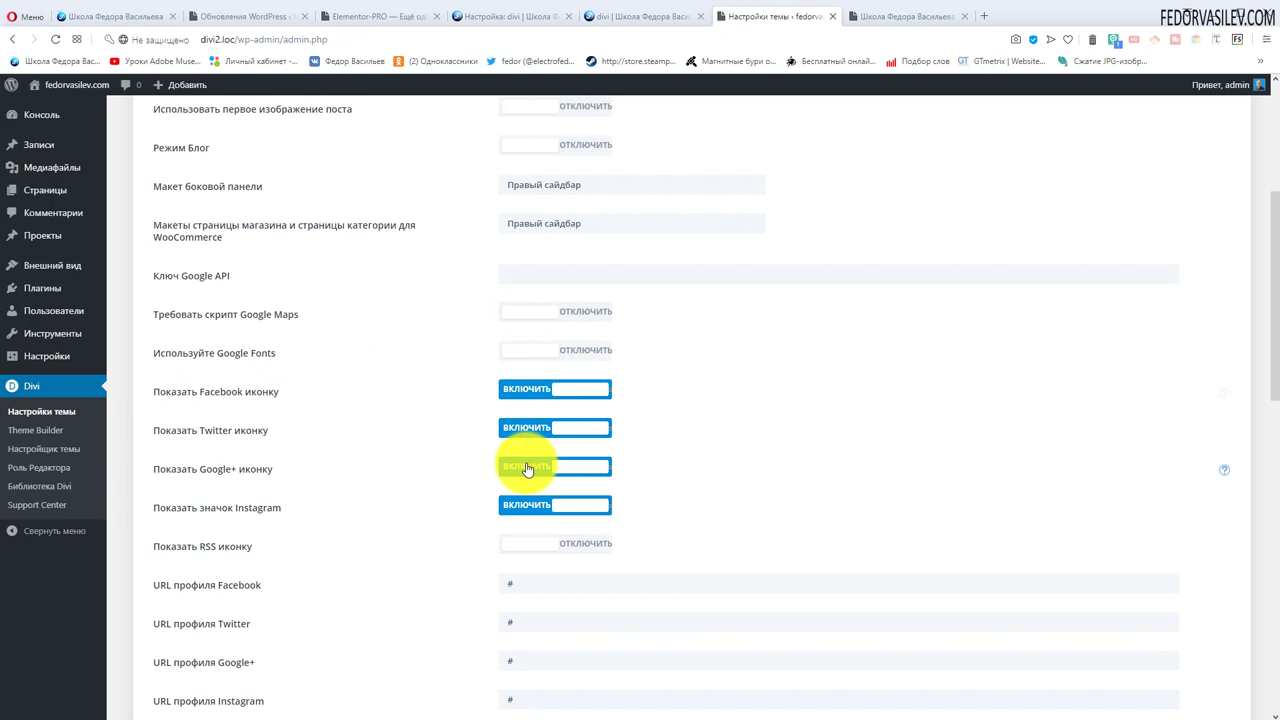 Меню
Школа Федора Васильева
Обновления WordPress
Elementor-PRO — Ещё од
Настройка: divi | Школа Ф
divi | Школа Федора Васи
Настройки темы ‹ fedorva
Школа Федора Васильева
FEDORVASILEV.COM
Не защищено
divi2.loc/wp-admin/admin.php
Школа Федора Вас...
Уроки Adobe Muse...
Личный кабинет -...
Федор Васильев
(2) Одноклассники
fedor (@electrofed...
http://store.steamp...
Магнитные бури о...
Бесплатный онлай...
Подбор слов
GTmetrix | Website...
Сжатие JPG-изобр...
fedorvasilev.com
0
Добавить
Привет, admin
Консоль
Записи
Медиафайлы
Страницы
Комментарии
Проекты
Внешний вид
Плагины
Пользователи
Инструменты
Настройки
Divi
Настройки темы
Theme Builder
Настройщик темы
Роль Редактора
Библиотека Divi
Support Center
Свернуть меню
Использовать первое изображение поста
ОТКЛЮЧИТЬ
Режим Блог
ОТКЛЮЧИТЬ
Макет боковой панели
Правый сайдбар
Макеты страницы магазина и страницы категории для
WooCommerce
Правый сайдбар
Ключ Google API
Требовать скрипт Google Maps
ОТКЛЮЧИТЬ
Используйте Google Fonts
ОТКЛЮЧИТЬ
Показать Facebook иконку
ВКЛЮЧИТЬ
Показать Twitter иконку
ВКЛЮЧИТЬ
Показать Google+ иконку
ВКЛЮЧИТЬ
Показать значок Instagram
ВКЛЮЧИТЬ
Показать RSS иконку
ОТКЛЮЧИТЬ
URL профиля Facebook
#
URL профиля Twitter
#
URL профиля Google+
#
URL профиля Instagram
#